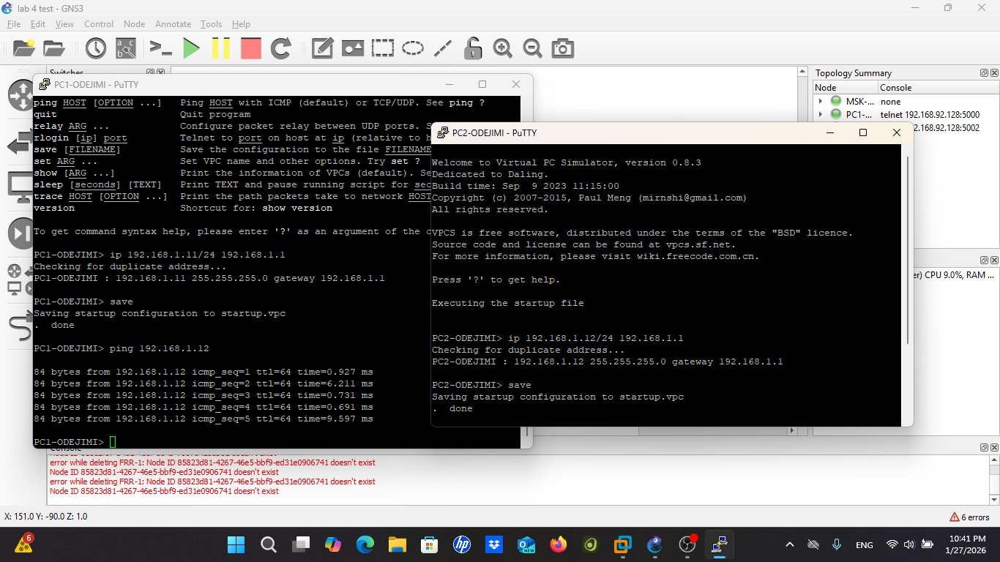 lab 4 test - GNS3
File Edit View Control Node Annotate Tools Help
Switches
Topology Summary
Node Console
MSK-... none
PC1-... telnet 192.168.92.128:5000
2.168.92.128:5002
er) CPU 9.0%, RAM ...
PC1-ODEJIMI - PuTTY
ping HOST [OPTION ...] Ping HOST with ICMP (default) or TCP/UDP. See ping ?
quit Quit program
relay ARG ... Configure packet relay between UDP ports. S
rlogin [ip] port Telnet to port on host at ip (relative to h
save [FILENAME] Save the configuration to the file FILENAME
set ARG ... Set VPC name and other options. Try set ?
show [ARG ...] Print the information of VPCs (default). Se
sleep [seconds] [TEXT] Print TEXT and pause running script for sec
trace HOST [OPTION ...] Print the path packets take to network HOST
version Shortcut for: show version
To get command syntax help, please enter '?' as an argument of the c
PC1-ODEJIMI> ip 192.168.1.11/24 192.168.1.1
Checking for duplicate address...
PC1-ODEJIMI : 192.168.1.11 255.255.255.0 gateway 192.168.1.1
PC1-ODEJIMI> save
Saving startup configuration to startup.vpc
. done
PC1-ODEJIMI> ping 192.168.1.12
84 bytes from 192.168.1.12 icmp_seq=1 ttl=64 time=0.927 ms
84 bytes from 192.168.1.12 icmp_seq=2 ttl=64 time=6.211 ms
84 bytes from 192.168.1.12 icmp_seq=3 ttl=64 time=0.731 ms
84 bytes from 192.168.1.12 icmp_seq=4 ttl=64 time=0.691 ms
84 bytes from 192.168.1.12 icmp_seq=5 ttl=64 time=9.597 ms
PC1-ODEJIMI>
PC2-ODEJIMI - PuTTY
Welcome to Virtual PC Simulator, version 0.8.3
Dedicated to Daling.
Build time: Sep 9 2023 11:15:00
Copyright (c) 2007-2015, Paul Meng (mirnshi@gmail.com)
All rights reserved.
VPCS is free software, distributed under the terms of the "BSD" licence.
Source code and license can be found at vpcs.sf.net.
For more information, please visit wiki.freecode.com.cn.
Press '?' to get help.
Executing the startup file
PC2-ODEJIMI> ip 192.168.1.12/24 192.168.1.1
Checking for duplicate address...
PC2-ODEJIMI : 192.168.1.12 255.255.255.0 gateway 192.168.1.1
PC2-ODEJIMI> save
Saving startup configuration to startup.vpc
. done
Console
error while deleting FRR-1: Node ID 85823d81-4267-46e5-bbf9-ed31e0906741 doesn't exist
Node ID 85823d81-4267-46e5-bbf9-ed31e0906741 doesn't exist
error while deleting FRR-1: Node ID 85823d81-4267-46e5-bbf9-ed31e0906741 doesn't exist
Node ID 85823d81-4267-46e5-bbf9-ed31e0906741 doesn't exist
X: 151.0 Y: -90.0 Z: 1.0
6 errors
6
ENG
10:41 PM
1/27/2026